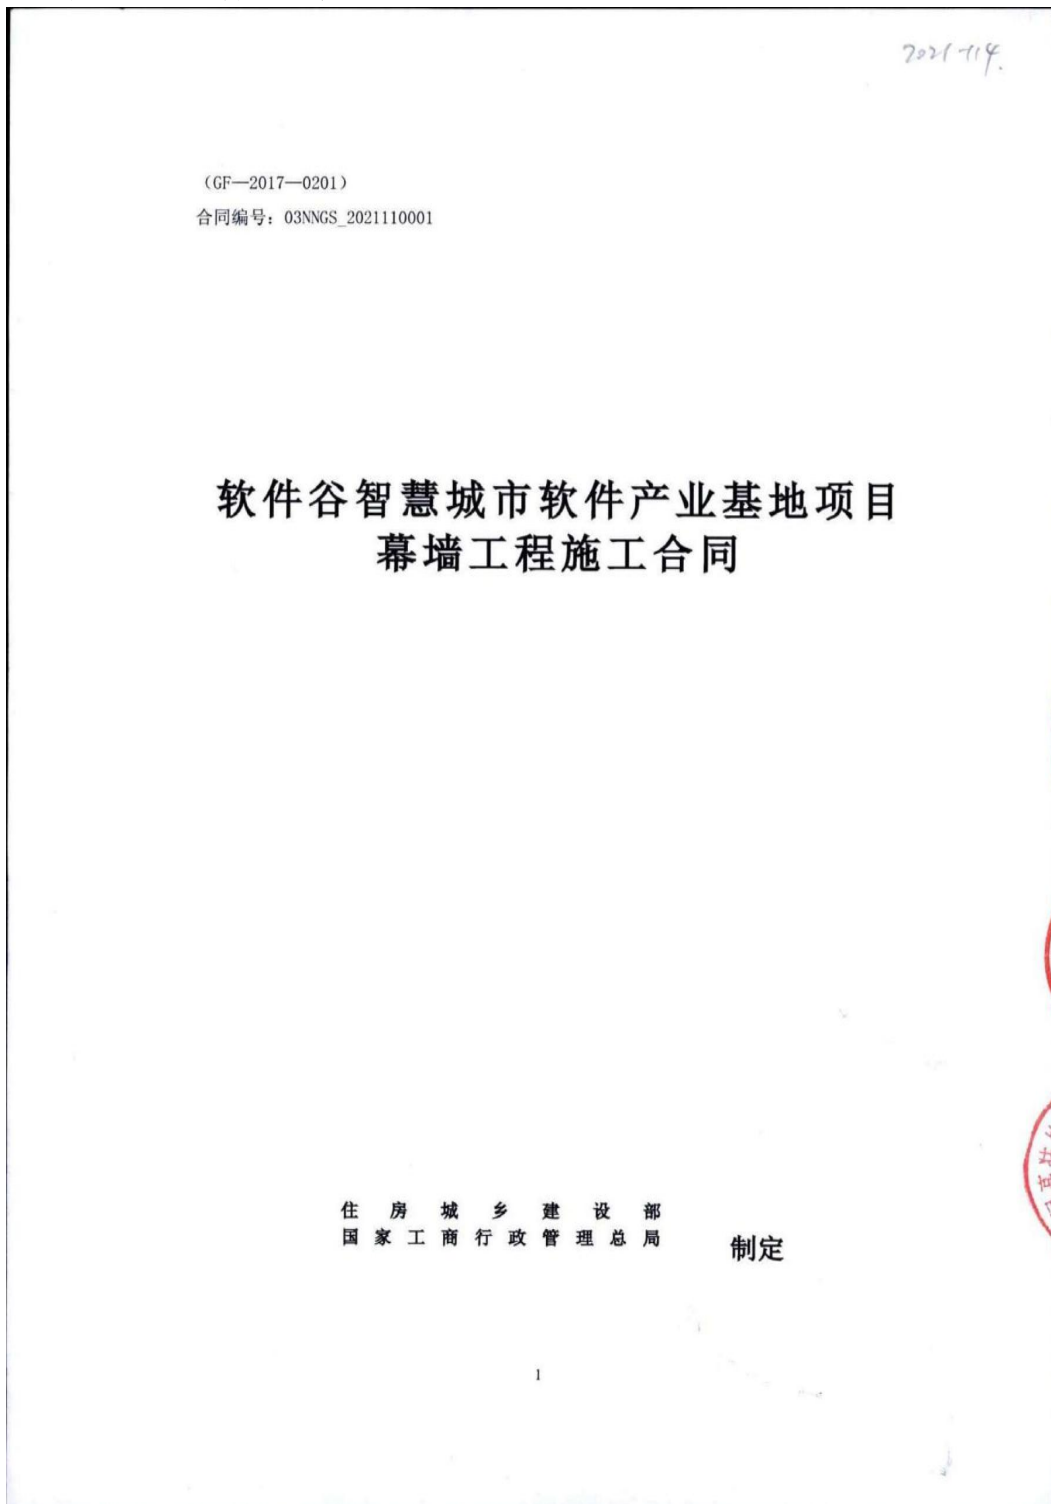 2021-114.
(GF—2017—0201)
合同编号：03NNGS_2021110001
软件谷智慧城市软件产业基地项目
幕墙工程施工合同
住房城乡建设部
国家工商行政管理总局
制定
1